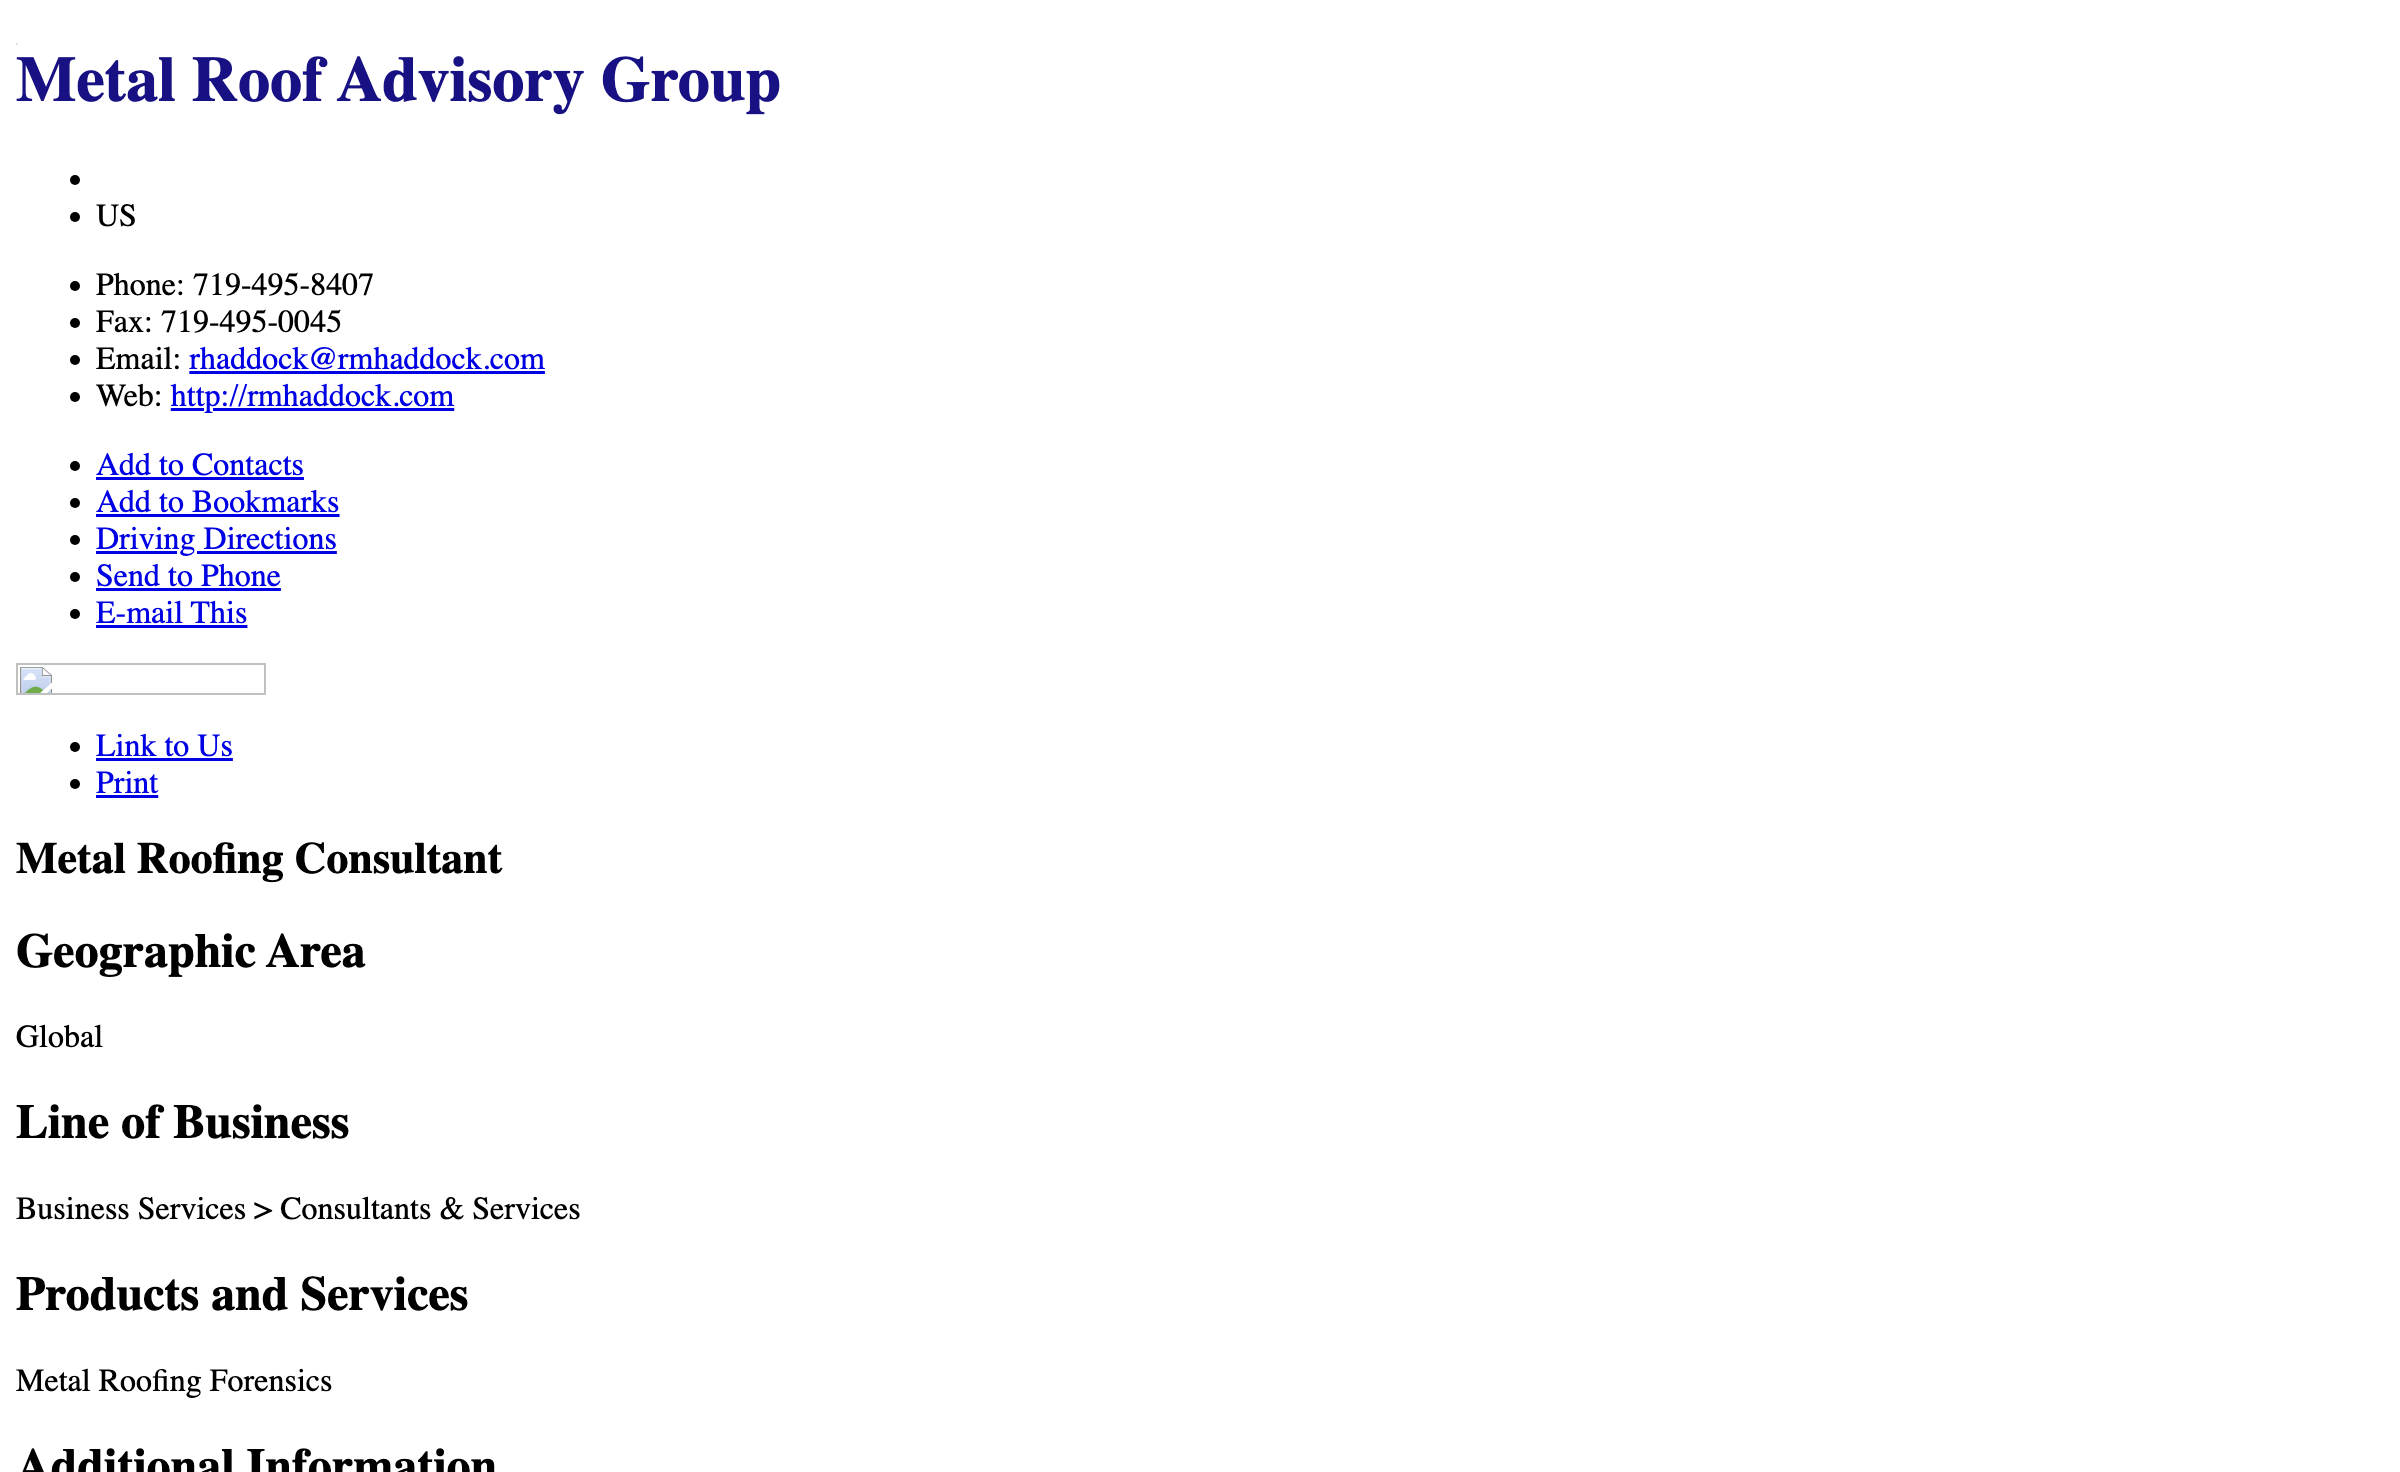 Metal Roof Advisory Group
US
Phone: 719-495-8407
Fax: 719-495-0045
Email: rhaddock@rmhaddock.com
Web: http://rmhaddock.com
Add to Contacts
Add to Bookmarks
Driving Directions
Send to Phone
E-mail This
Link to Us
Print
Metal Roofing Consultant
Geographic Area
Global
Line of Business
Business Services > Consultants & Services
Products and Services
Metal Roofing Forensics
Additional Information